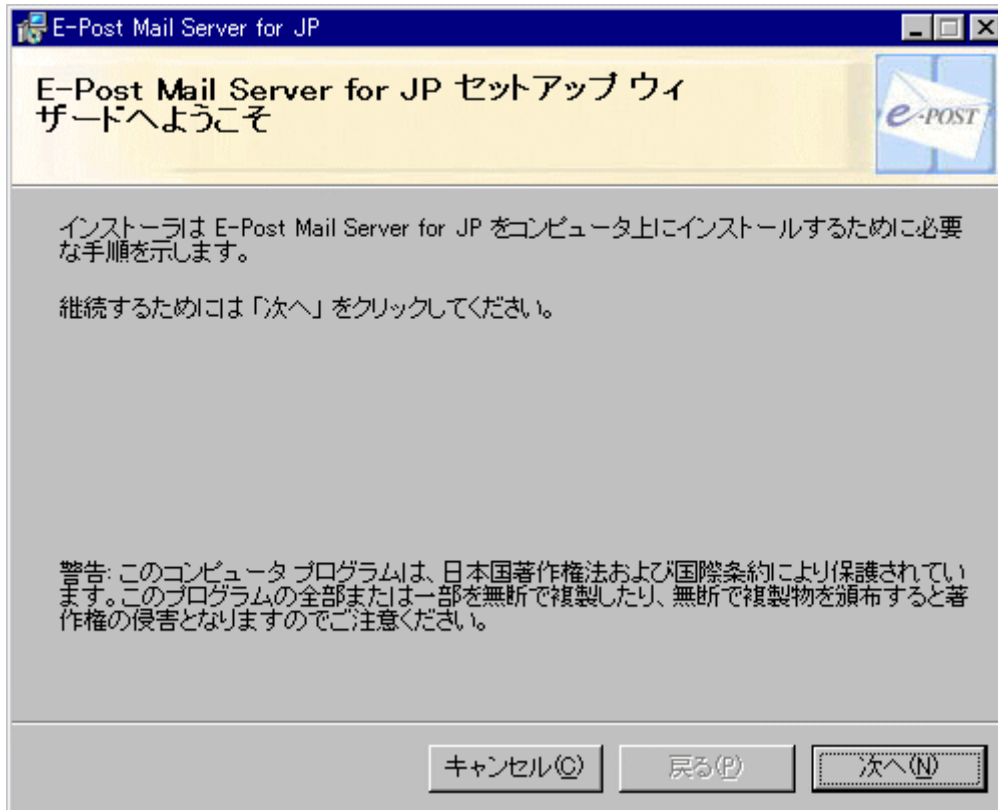 E-Post Mail Server for JP
E-Post Mail Server for JP セットアップ ウィ
ザードへようこそ
e-POST
インストーラは E-Post Mail Server for JP をコンピュータ上にインストールするために必要
な手順を示します。
継続するためには「次へ」をクリックしてください。
警告: このコンピュータ プログラムは、日本国著作権法および国際条約により保護されてい
ます。このプログラムの全部または一部を無断で複製したり、無断で複製物を頒布すると著
作権の侵害となりますのでご注意ください。
キャンセル(C)
戻る(P)
次へ(N)